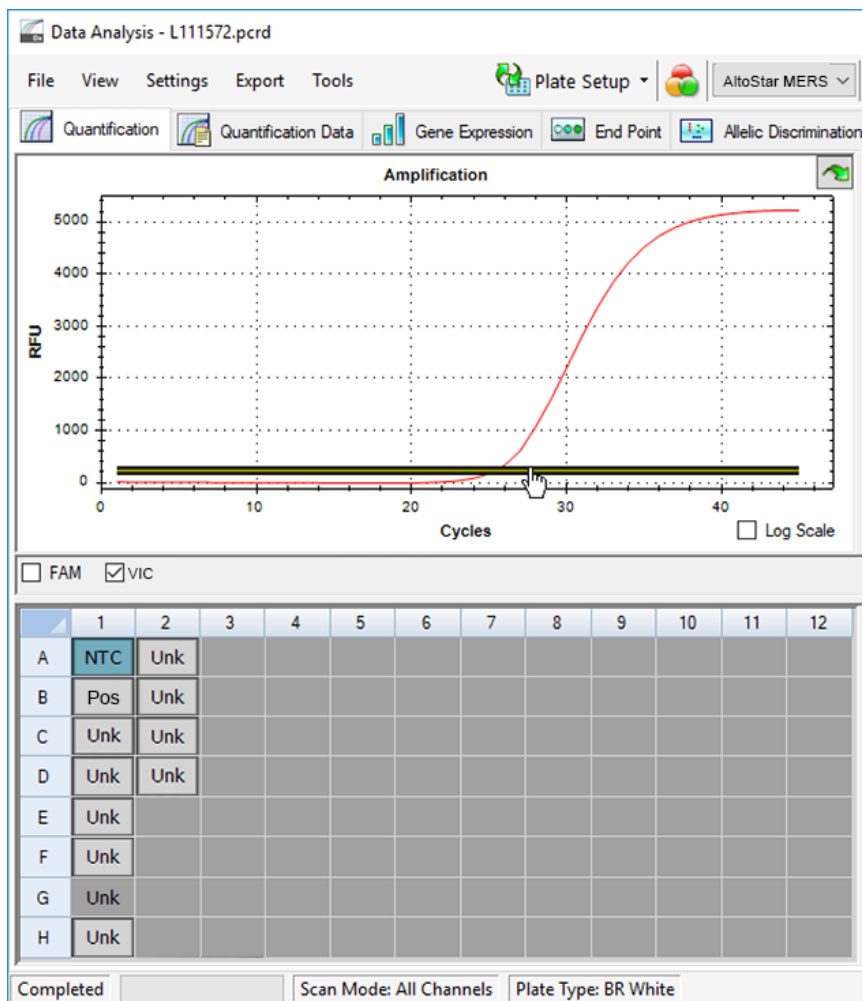 Data Analysis - L111572.pcrd
File View Settings Export Tools Plate Setup AltoStar MERS
Quantification Quantification Data Gene Expression End Point Allelic Discrimination
Amplification
5000
4000
3000
2000
1000
0
RFU
0 10 20 30 40
Cycles
Log Scale
FAM VIC
1 2 3 4 5 6 7 8 9 10 11 12
A NTC Unk
B Pos Unk
C Unk Unk
D Unk Unk
E Unk
F Unk
G Unk
H Unk
Completed Scan Mode: All Channels Plate Type: BR White